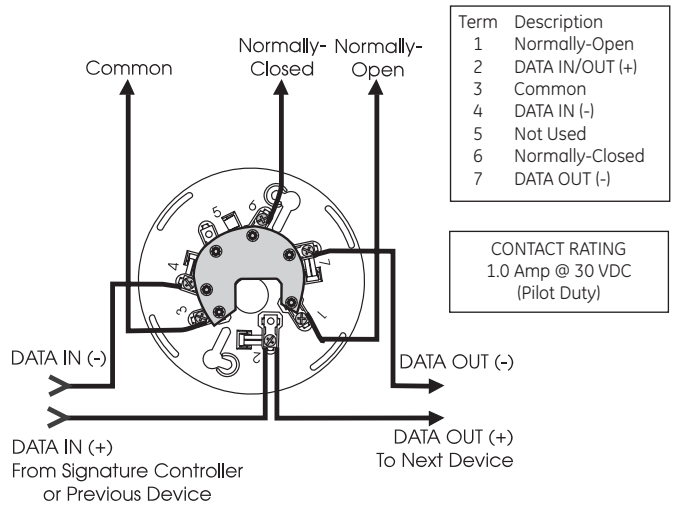 Common
Normally-
Closed
Normally-
Open
Term Description
1 Normally-Open
2 DATA IN/OUT (+)
3 Common
4 DATA IN (-)
5 Not Used
6 Normally-Closed
7 DATA OUT (-)
CONTACT RATING
1.0 Amp @ 30 VDC
(Pilot Duty)
5
6
4
7
3
1
2
DATA IN (-)
DATA OUT (-)
DATA IN (+)
From Signature Controller
or Previous Device
DATA OUT (+)
To Next Device